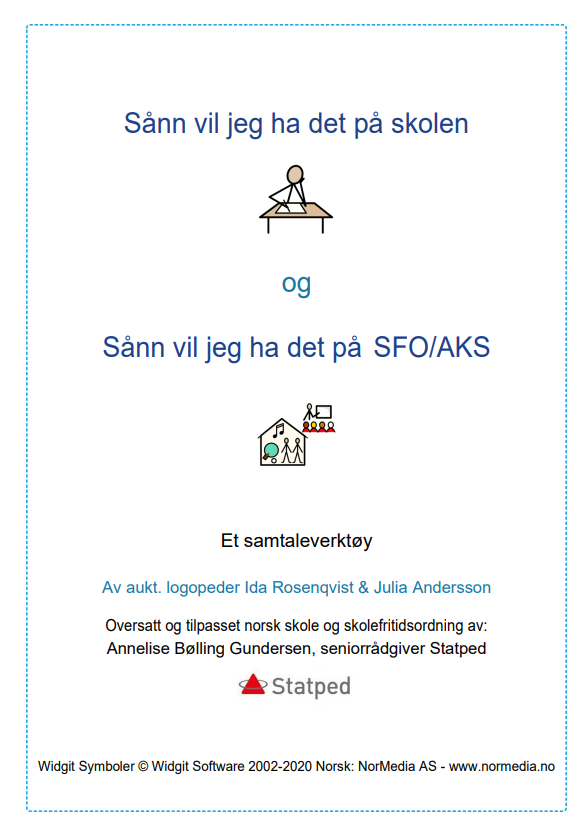 Sånn vil jeg ha det på skolen
og
Sånn vil jeg ha det på SFO/AKS
Et samtaleverktøy
Av aukt. logopeder Ida Rosenqvist & Julia Andersson
Oversatt og tilpasset norsk skole og skolefritidsordning av:
Annelise Bølling Gundersen, seniorrådgiver Statped
Statped
Widgit Symboler © Widgit Software 2002-2020 Norsk: NorMedia AS - www.normedia.no